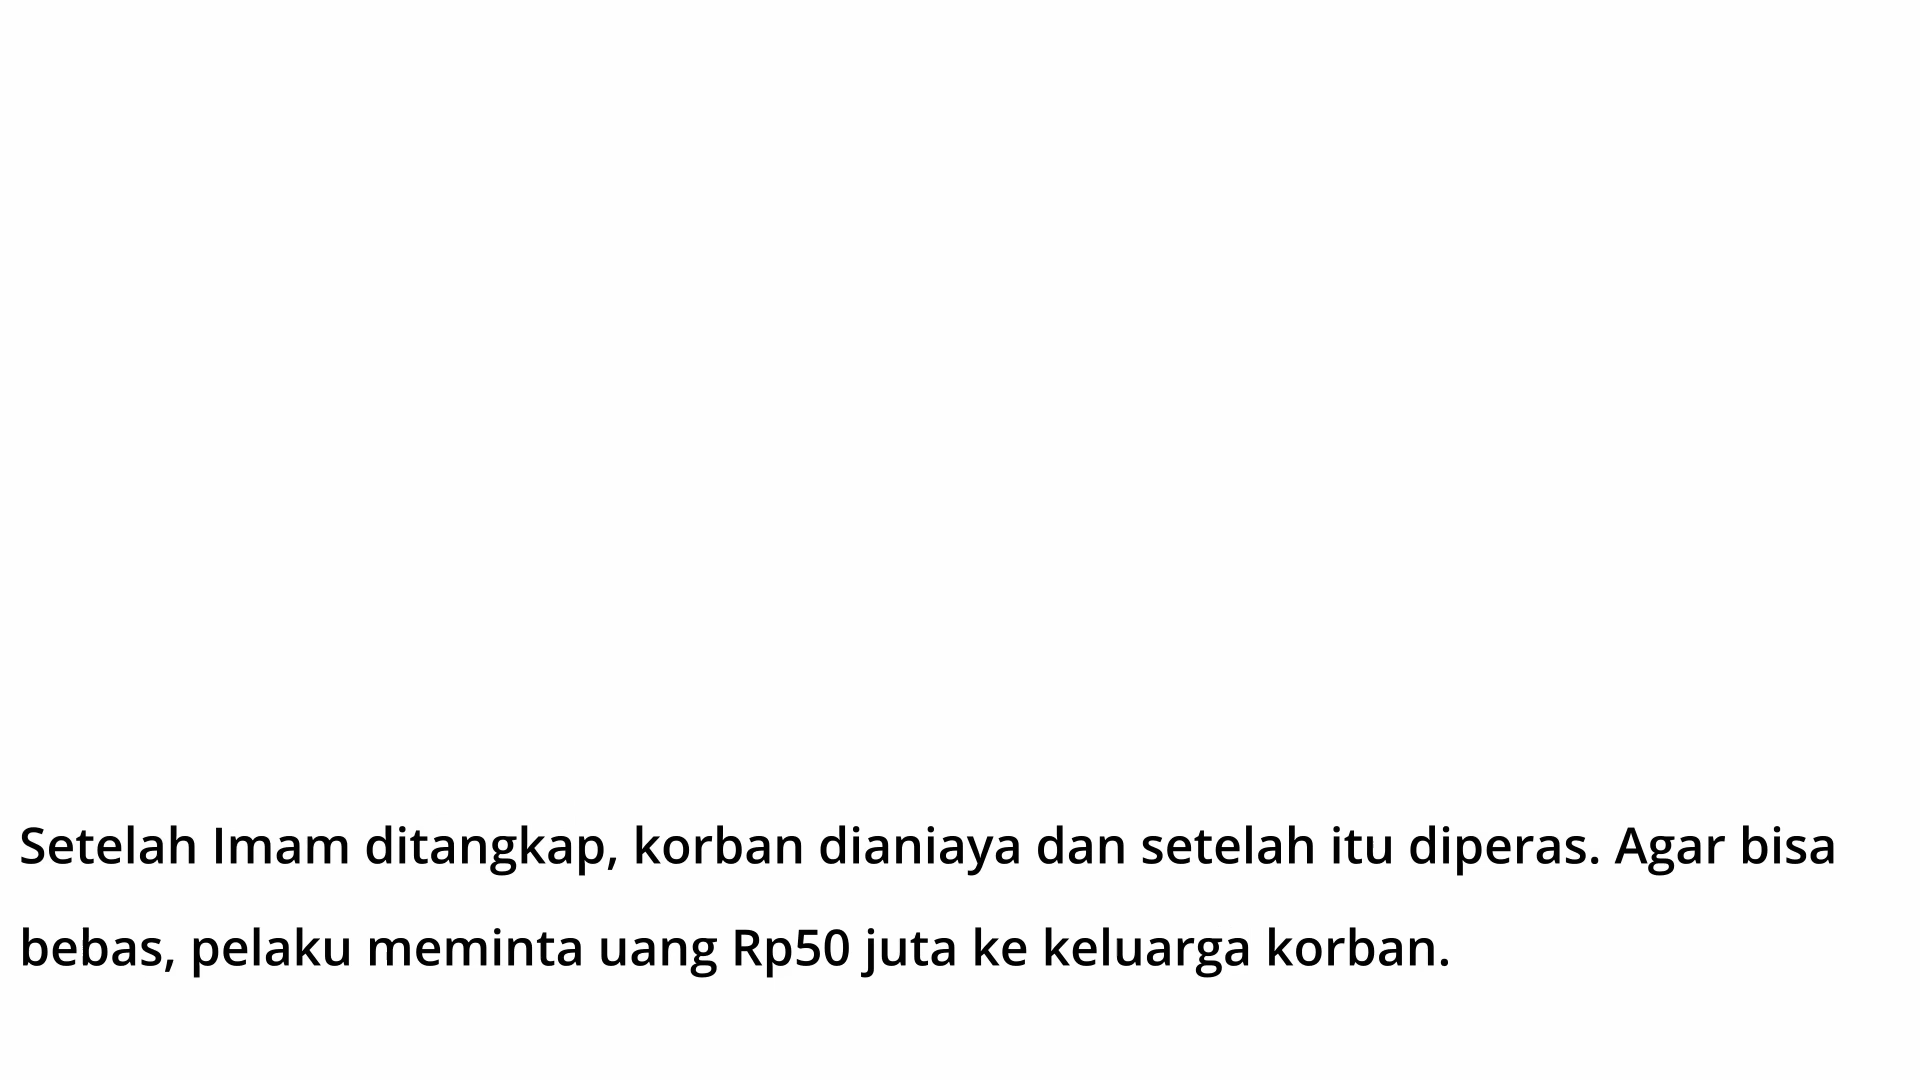 Setelah Imam ditangkap, korban dianiaya dan setelah itu diperas. Agar bisa
bebas, pelaku meminta uang Rp50 juta ke keluarga korban.